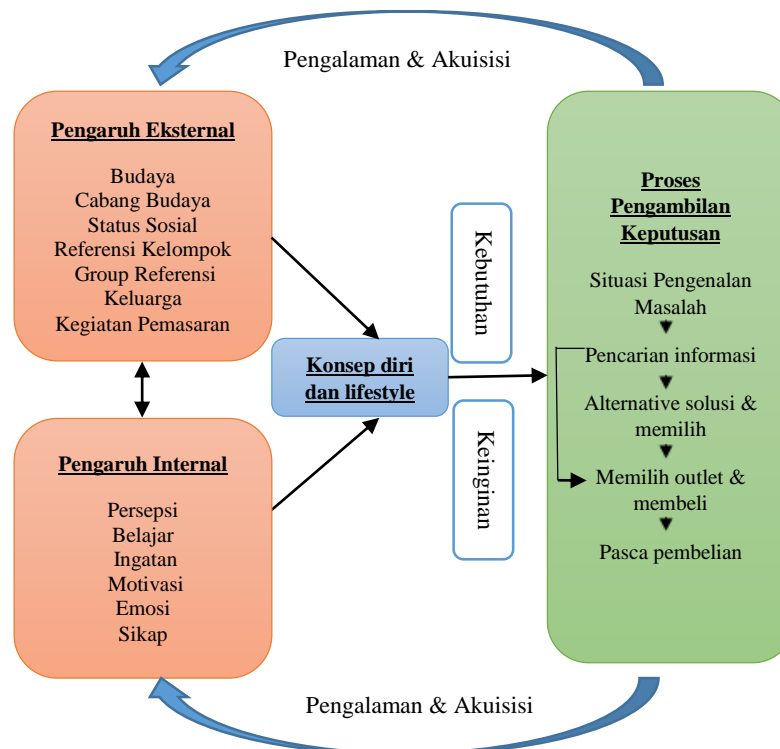 Pengalaman & Akuisisi
Pengaruh Eksternal
Budaya
Cabang Budaya
Status Sosial
Referensi Kelompok
Group Referensi
Keluarga
Kegiatan Pemasaran
Pengaruh Internal
Persepsi
Belajar
Ingatan
Motivasi
Emosi
Sikap
Konsep diri
dan lifestyle
Kebutuhan
Keinginan
Proses
Pengambilan
Keputusan
Situasi Pengenalan
Masalah
Pencarian informasi
Alternative solusi &
memilih
Memilih outlet &
membeli
Pasca pembelian
Pengalaman & Akuisisi